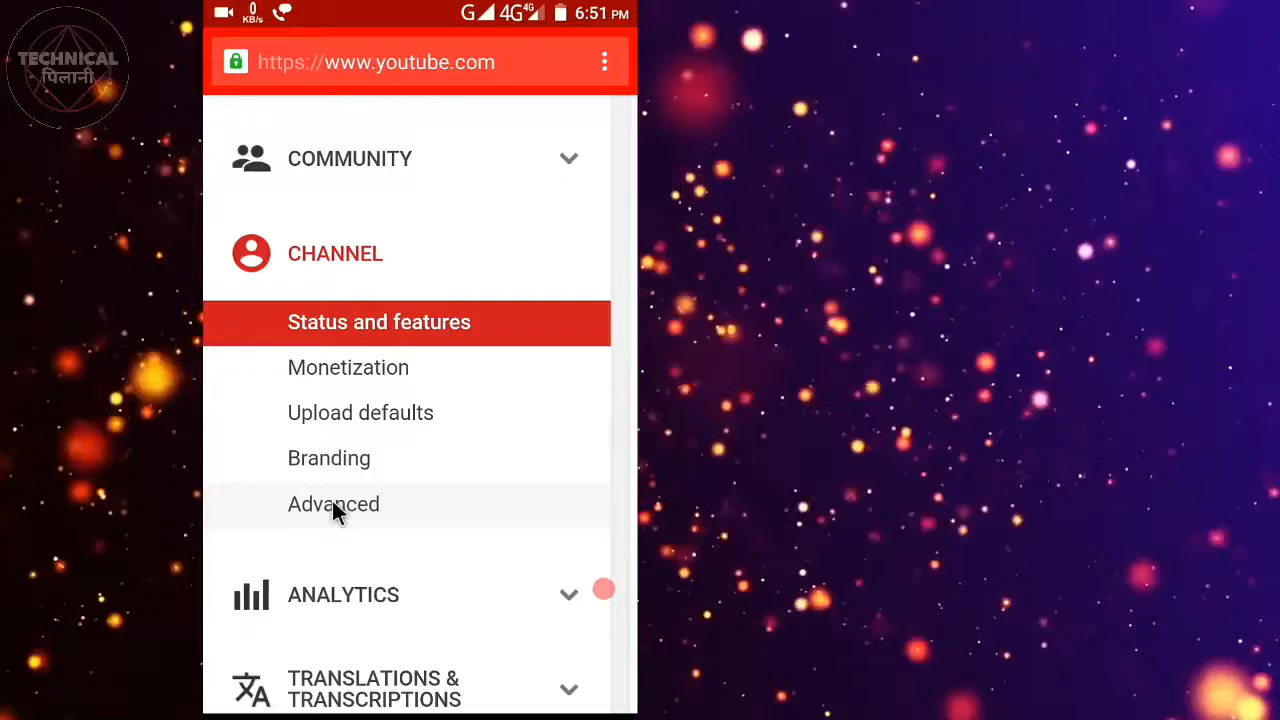 TECHNICAL
पिलानी
0
KB/s
G 4G 4G 6:51 PM
https://www.youtube.com
COMMUNITY
CHANNEL
Status and features
Monetization
Upload defaults
Branding
Advanced
ANALYTICS
TRANSLATIONS &
TRANSCRIPTIONS